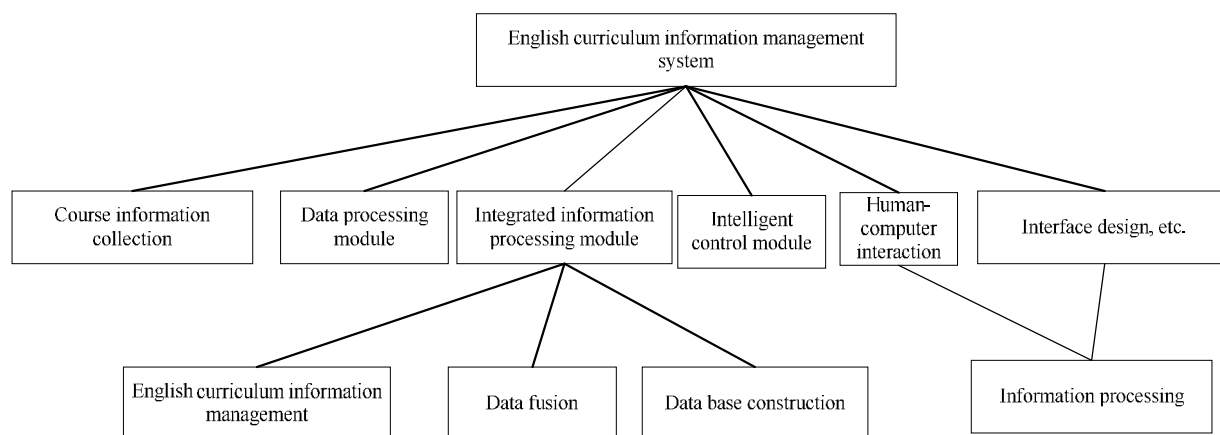 English curriculum information management
system
Course information
collection
Data processing
module
Integrated information
processing module
Intelligent
control module
Human-
computer
interaction
Interface design, etc.
English curriculum information
management
Data fusion
Data base construction
Information processing